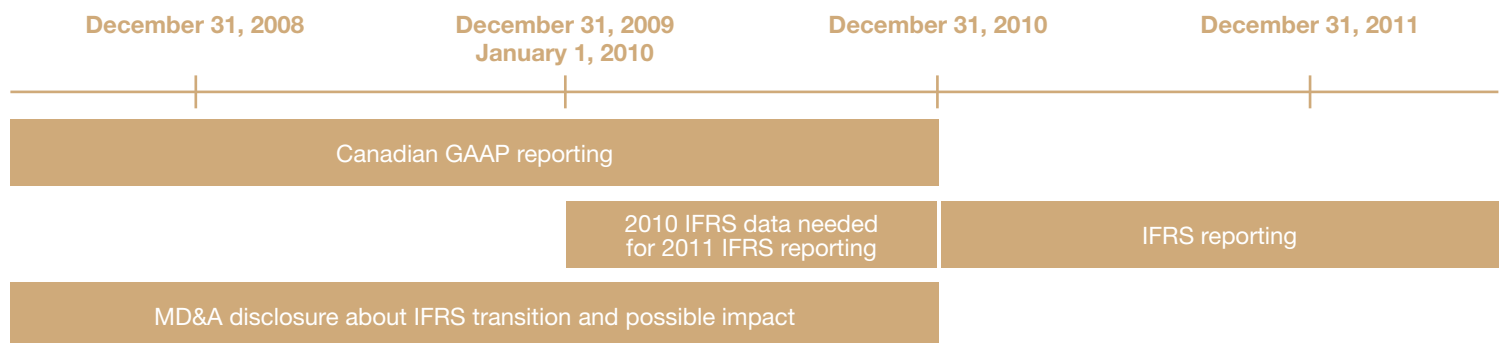 December 31, 2008
December 31, 2009
January 1, 2010
December 31, 2010
December 31, 2011
Canadian GAAP reporting
2010 IFRS data needed
for 2011 IFRS reporting
IFRS reporting
MD&A disclosure about IFRS transition and possible impact